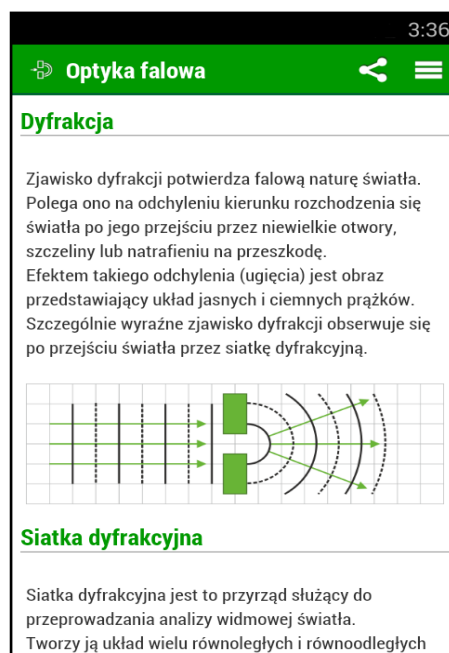 3:36
Optyka falowa
Dyfrakcja
Zjawisko dyfrakcji potwierdza falową naturę światła.
Polega ono na odchyleniu kierunku rozchodzenia się
światła po jego przejściu przez niewielkie otwory,
szczeliny lub natrafieniu na przeszkodę.
Efektem takiego odchylenia (ugięcia) jest obraz
przedstawiający układ jasnych i ciemnych prążków.
Szczególnie wyraźne zjawisko dyfrakcji obserwuje się
po przejściu światła przez siatkę dyfrakcyjną.
Siatka dyfrakcyjna
Siatka dyfrakcyjna jest to przyrząd służący do
przeprowadzania analizy widmowej światła.
Tworzy ją układ wielu równoległych i równoodległych